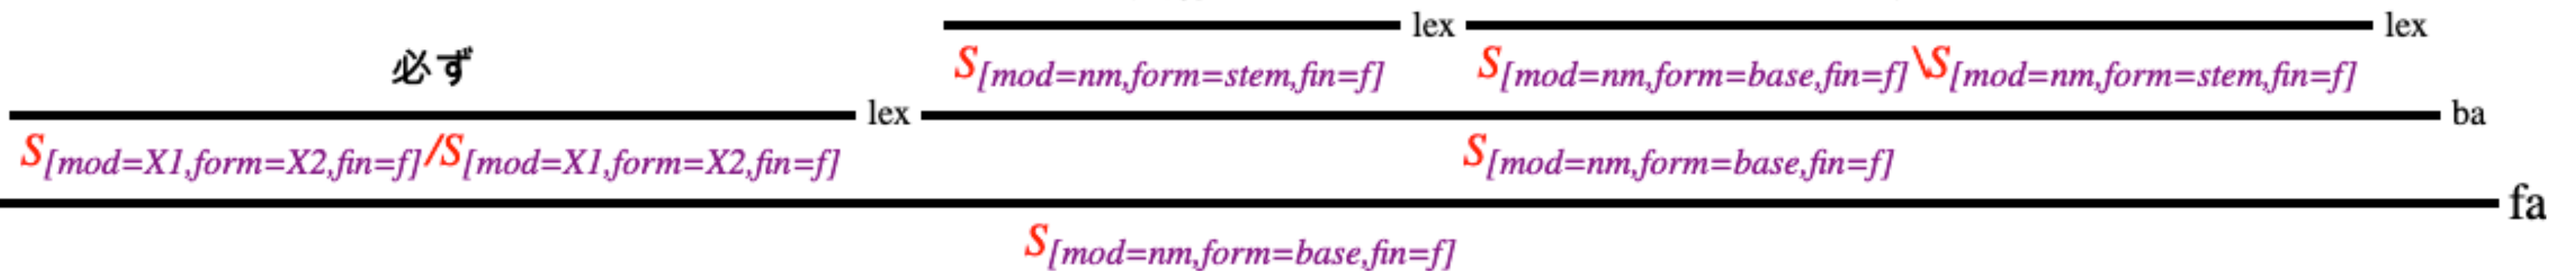 lex lex
必ず S[mod=nm,form=stem,fin=f] S[mod=nm,form=base,fin=f]\S[mod=nm,form=stem,fin=f]
lex ba
S[mod=X1,form=X2,fin=f]/S[mod=X1,form=X2,fin=f] S[mod=nm,form=base,fin=f]
fa
S[mod=nm,form=base,fin=f]